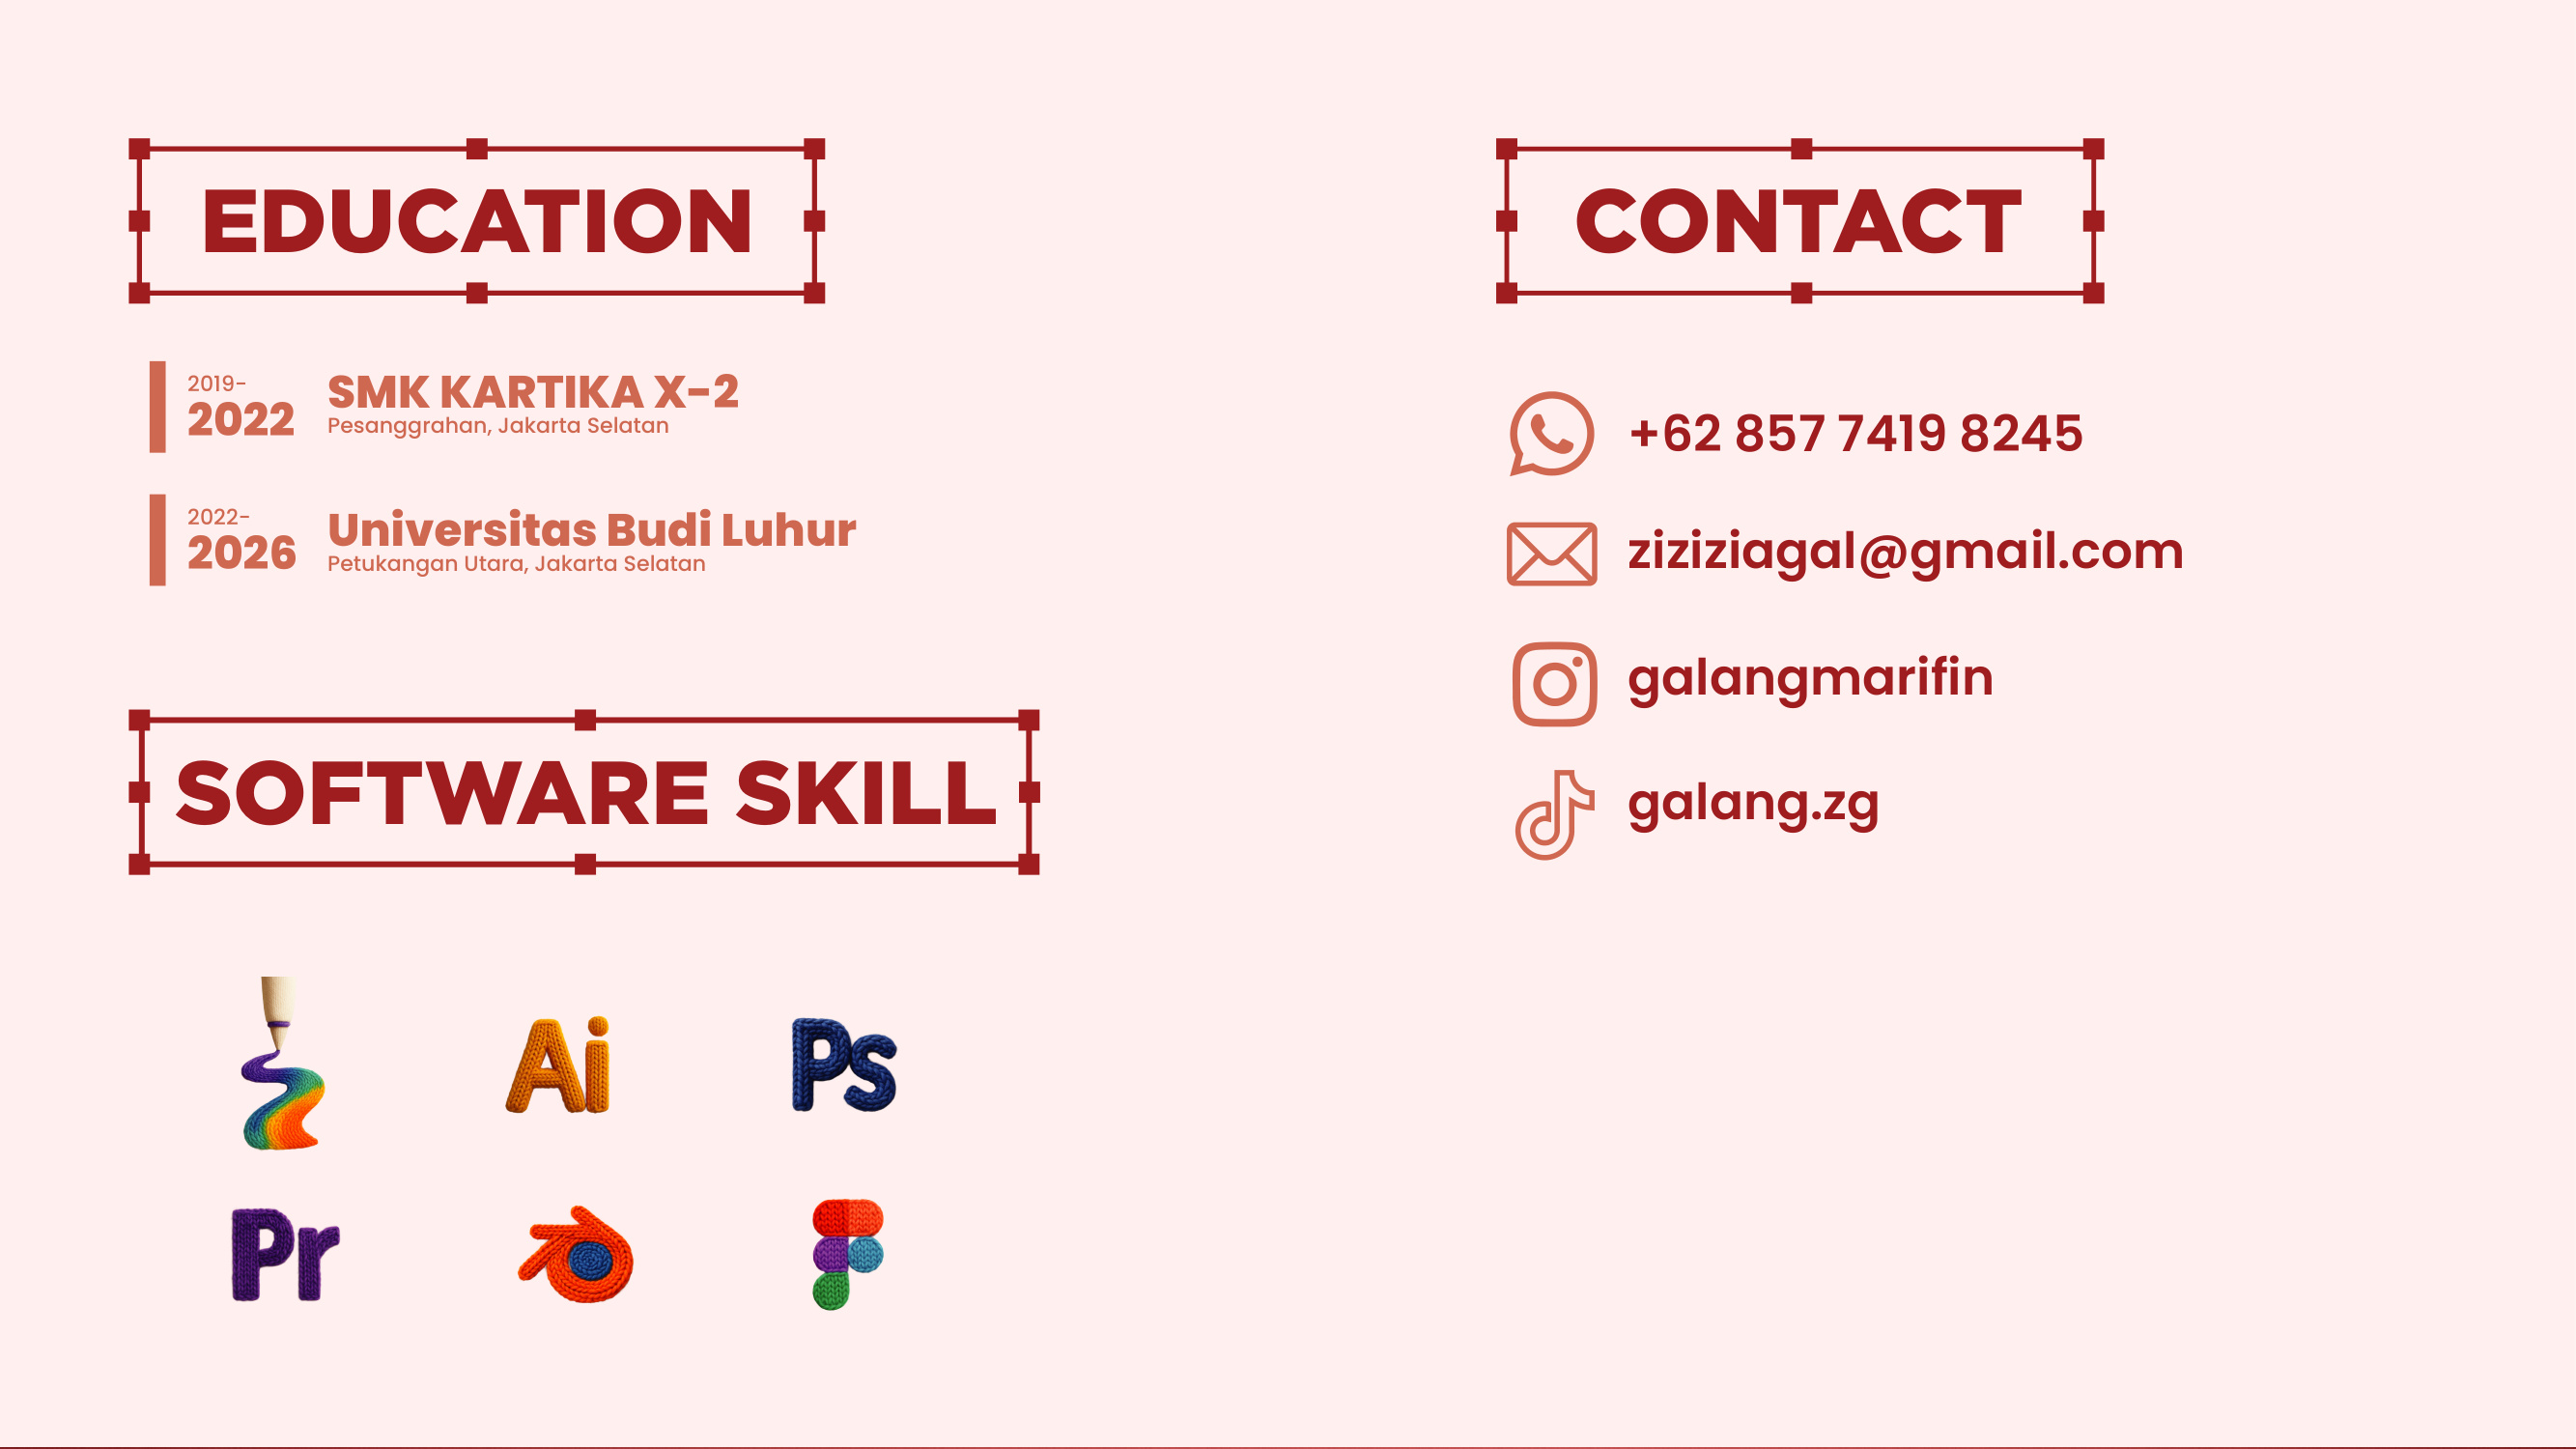 EDUCATION
2019-
2022
SMK KARTIKA X-2
Pesanggrahan, Jakarta Selatan
2022-
2026
Universitas Budi Luhur
Petukangan Utara, Jakarta Selatan
SOFTWARE SKILL
Ai
Ps
Pr
CONTACT
+62 857 7419 8245
ziziziagal@gmail.com
galangmarifin
galang.zg